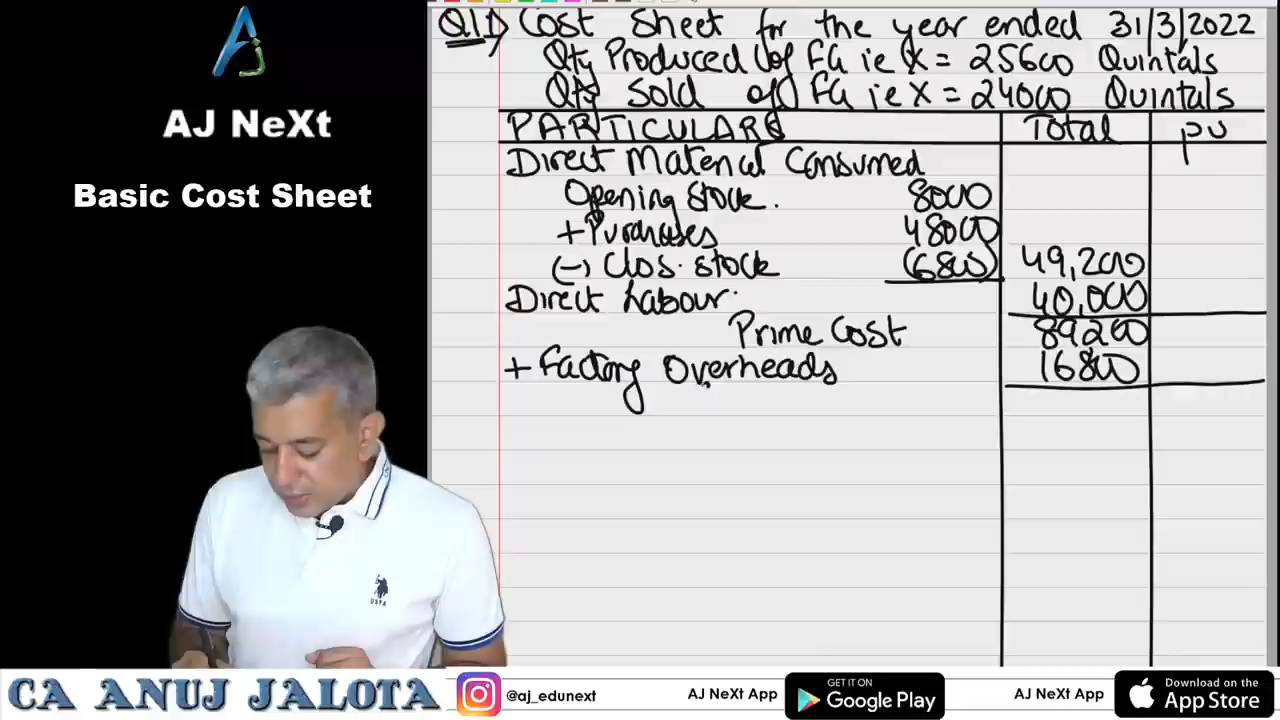 Aj
AJ NeXt
Basic Cost Sheet
Q11) Cost Sheet for the year ended 31/3/2022
Qty Produced of FG ie X = 25600 Quintals
Qty Sold of FG ie X = 24000 Quintals
PARTICULARS Total pu
Direct Material Consumed
Opening Stock. 8000
+ Purchases 48000
(-) Clos. stock (6800) 49,200
Direct Labour. 40,000
Prime Cost 89200
+ Factory Overheads 16800
USPA
CA ANUJ JALOTA
@aj_edunext
AJ NeXt App
GET IT ON
Google Play
AJ NeXt App
Download on the
App Store